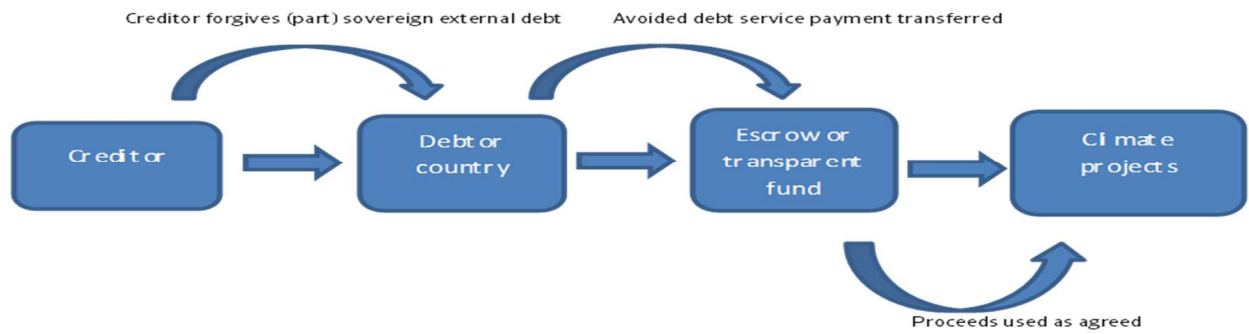 Creditor forgives (part) sovereign external debt
Avoided debt service payment transferred
Creditor
Debtor
country
Escrow or
transparent
fund
Climate
projects
Proceeds used as agreed